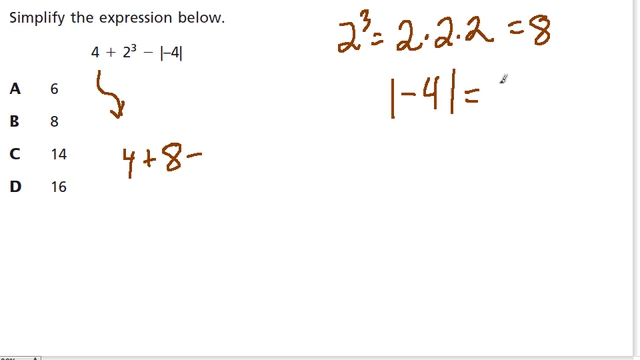 Simplify the expression below.
4 + 2³ − |−4|
A 6
B 8
C 14
D 16
4 + 8 −
2³ = 2 · 2 · 2 = 8
|−4| =